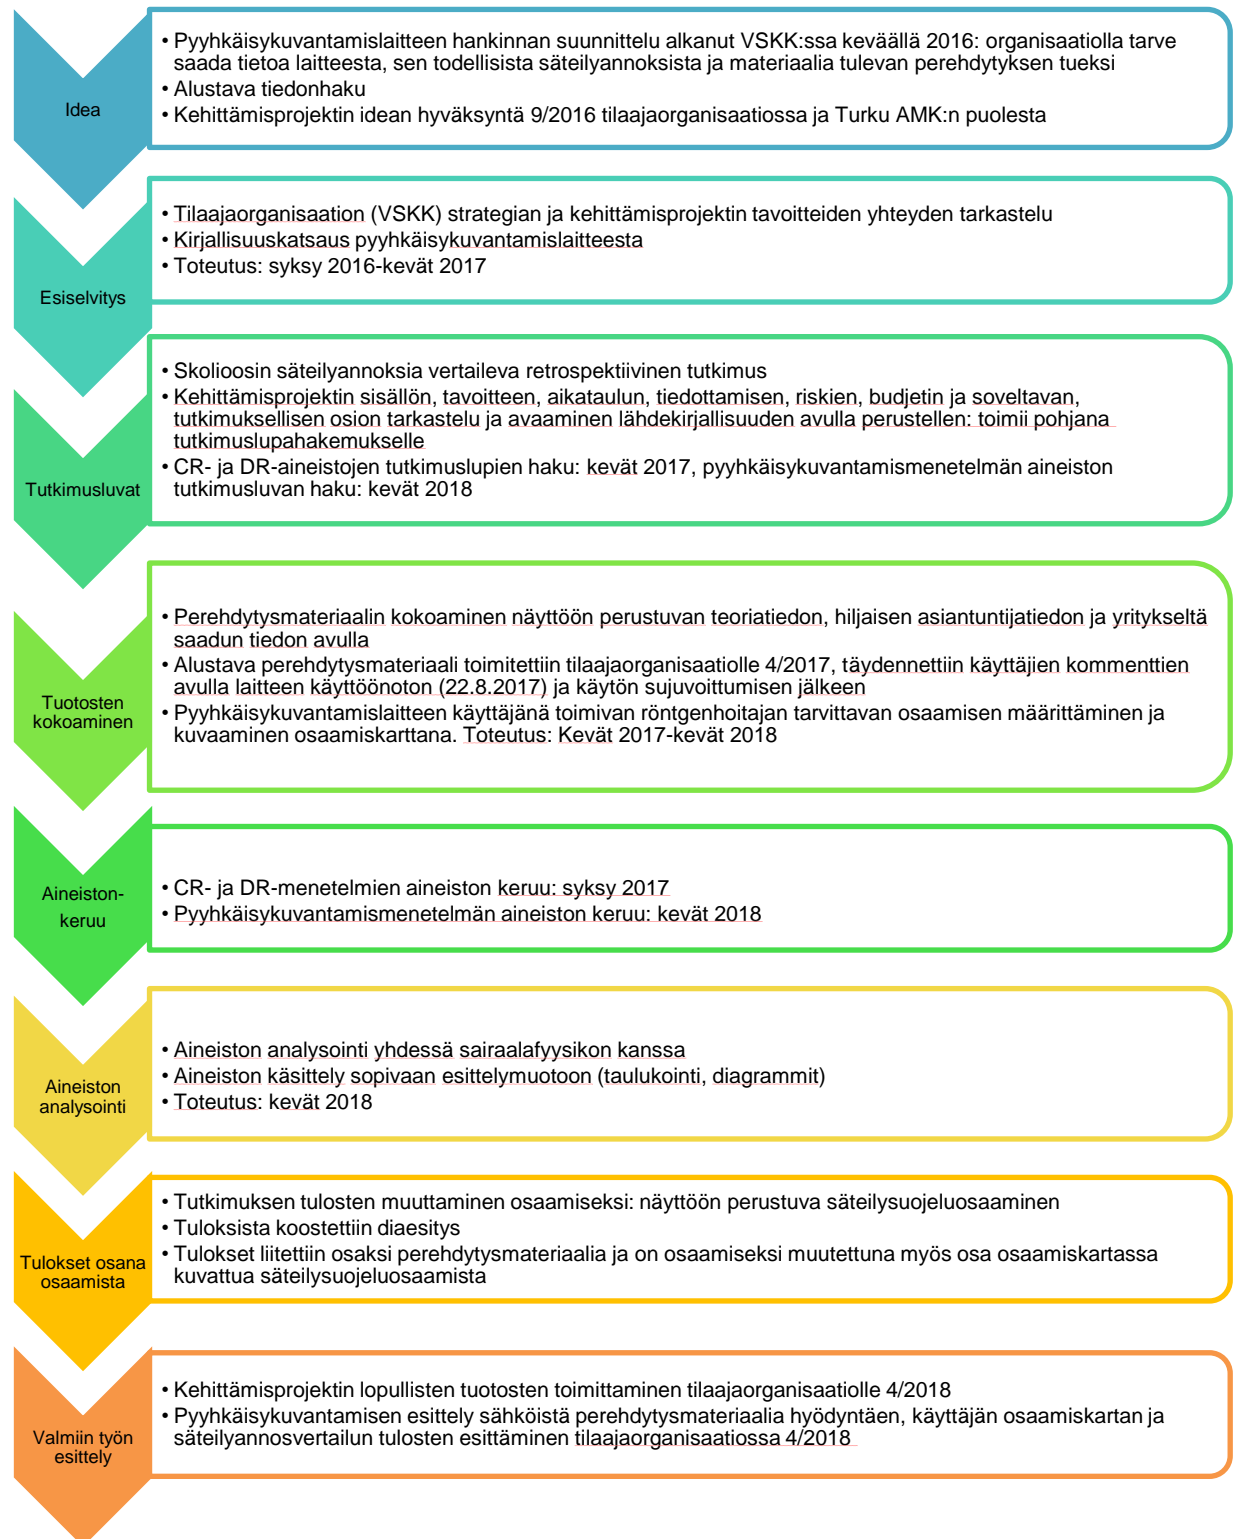 Idea
• Pyyhkäisykuvantamislaitteen hankinnan suunnittelu alkanut VSKK:ssa keväällä 2016: organisaatiolla tarve
saada tietoa laitteesta, sen todellisista säteilyannoksista ja materiaalia tulevan perehdytyksen tueksi
• Alustava tiedonhaku
• Kehittämisprojektin idean hyväksyntä 9/2016 tilaajaorganisaatiossa ja Turku AMK:n puolesta
Esiselvitys
• Tilaajaorganisaation (VSKK) strategian ja kehittämisprojektin tavoitteiden yhteyden tarkastelu
• Kirjallisuuskatsaus pyyhkäisykuvantamislaitteesta
• Toteutus: syksy 2016-kevät 2017
Tutkimusluvat
• Skolioosin säteilyannoksia vertaileva retrospektiivinen tutkimus
• Kehittämisprojektin sisällön, tavoitteen, aikataulun, tiedottamisen, riskien, budjetin ja soveltavan,
tutkimuksellisen osion tarkastelu ja avaaminen lähdekirjallisuuden avulla perustellen: toimii pohjana
tutkimuslupahakemukselle
• CR- ja DR-aineistojen tutkimuslupien haku: kevät 2017, pyyhkäisykuvantamismenetelmän aineiston
tutkimusluvan haku: kevät 2018
Tuotosten
kokoaminen
• Perehdytysmateriaalin kokoaminen näyttöön perustuvan teoriatiedon, hiljaisen asiantuntijatiedon ja yritykseltä
saadun tiedon avulla
• Alustava perehdytysmateriaali toimitettiin tilaajaorganisaatiolle 4/2017, täydennettiin käyttäjien kommenttien
avulla laitteen käyttöönoton (22.8.2017) ja käytön sujuvoittumisen jälkeen
• Pyyhkäisykuvantamislaitteen käyttäjänä toimivan röntgenhoitajan tarvittavan osaamisen määrittäminen ja
kuvaaminen osaamiskarttana. Toteutus: Kevät 2017-kevät 2018
Aineiston-
keruu
• CR- ja DR-menetelmien aineiston keruu: syksy 2017
• Pyyhkäisykuvantamismenetelmän aineiston keruu: kevät 2018
Aineiston
analysointi
• Aineiston analysointi yhdessä sairaalafyysikon kanssa
• Aineiston käsittely sopivaan esittelymuotoon (taulukointi, diagrammit)
• Toteutus: kevät 2018
Tulokset osana
osaamista
• Tutkimuksen tulosten muuttaminen osaamiseksi: näyttöön perustuva säteilysuojeluosaaminen
• Tuloksista koostettiin diaesitys
• Tulokset liitettiin osaksi perehdytysmateriaalia ja on osaamiseksi muutettuna myös osa osaamiskartassa
kuvattua säteilysuojeluosaamista
Valmiin työn
esittely
• Kehittämisprojektin lopullisten tuotosten toimittaminen tilaajaorganisaatiolle 4/2018
• Pyyhkäisykuvantamisen esittely sähköistä perehdytysmateriaalia hyödyntäen, käyttäjän osaamiskartan ja
säteilyannosvertailun tulosten esittäminen tilaajaorganisaatiossa 4/2018